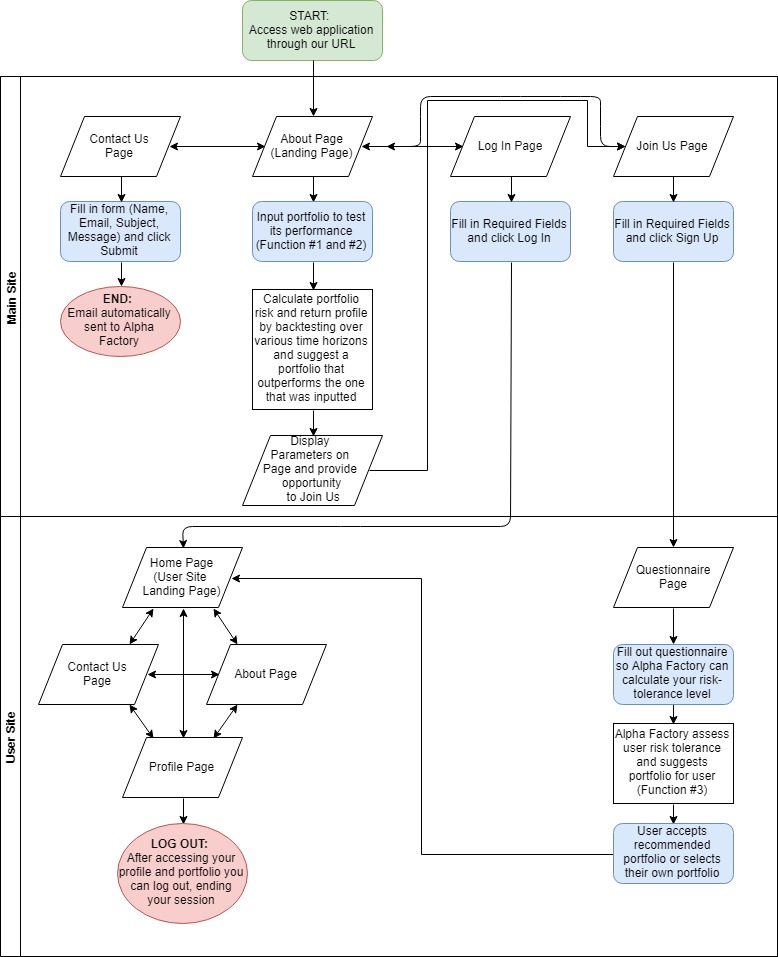 START:
Access web application
through our URL
Main Site
Contact Us
Page
About Page
(Landing Page)
Log In Page
Join Us Page
Fill in form (Name,
Email, Subject,
Message) and click
Submit
Input portfolio to test
its performance
(Function #1 and #2)
Fill in Required Fields
and click Log In
Fill in Required Fields
and click Sign Up
END:
Email automatically
sent to Alpha
Factory
Calculate portfolio
risk and return profile
by backtesting over
various time horizons
and suggest a
portfolio that
outperforms the one
that was inputted
Display
Parameters on
Page and provide
opportunity
to Join Us
User Site
Home Page
(User Site
Landing Page)
Questionnaire
Page
Contact Us
Page
About Page
Profile Page
Fill out questionnaire
so Alpha Factory can
calculate your risk-
tolerance level
Alpha Factory assess
user risk tolerance
and suggests
portfolio for user
(Function #3)
User accepts
recommended
portfolio or selects
their own portfolio
LOG OUT:
After accessing your
profile and portfolio you
can log out, ending
your session